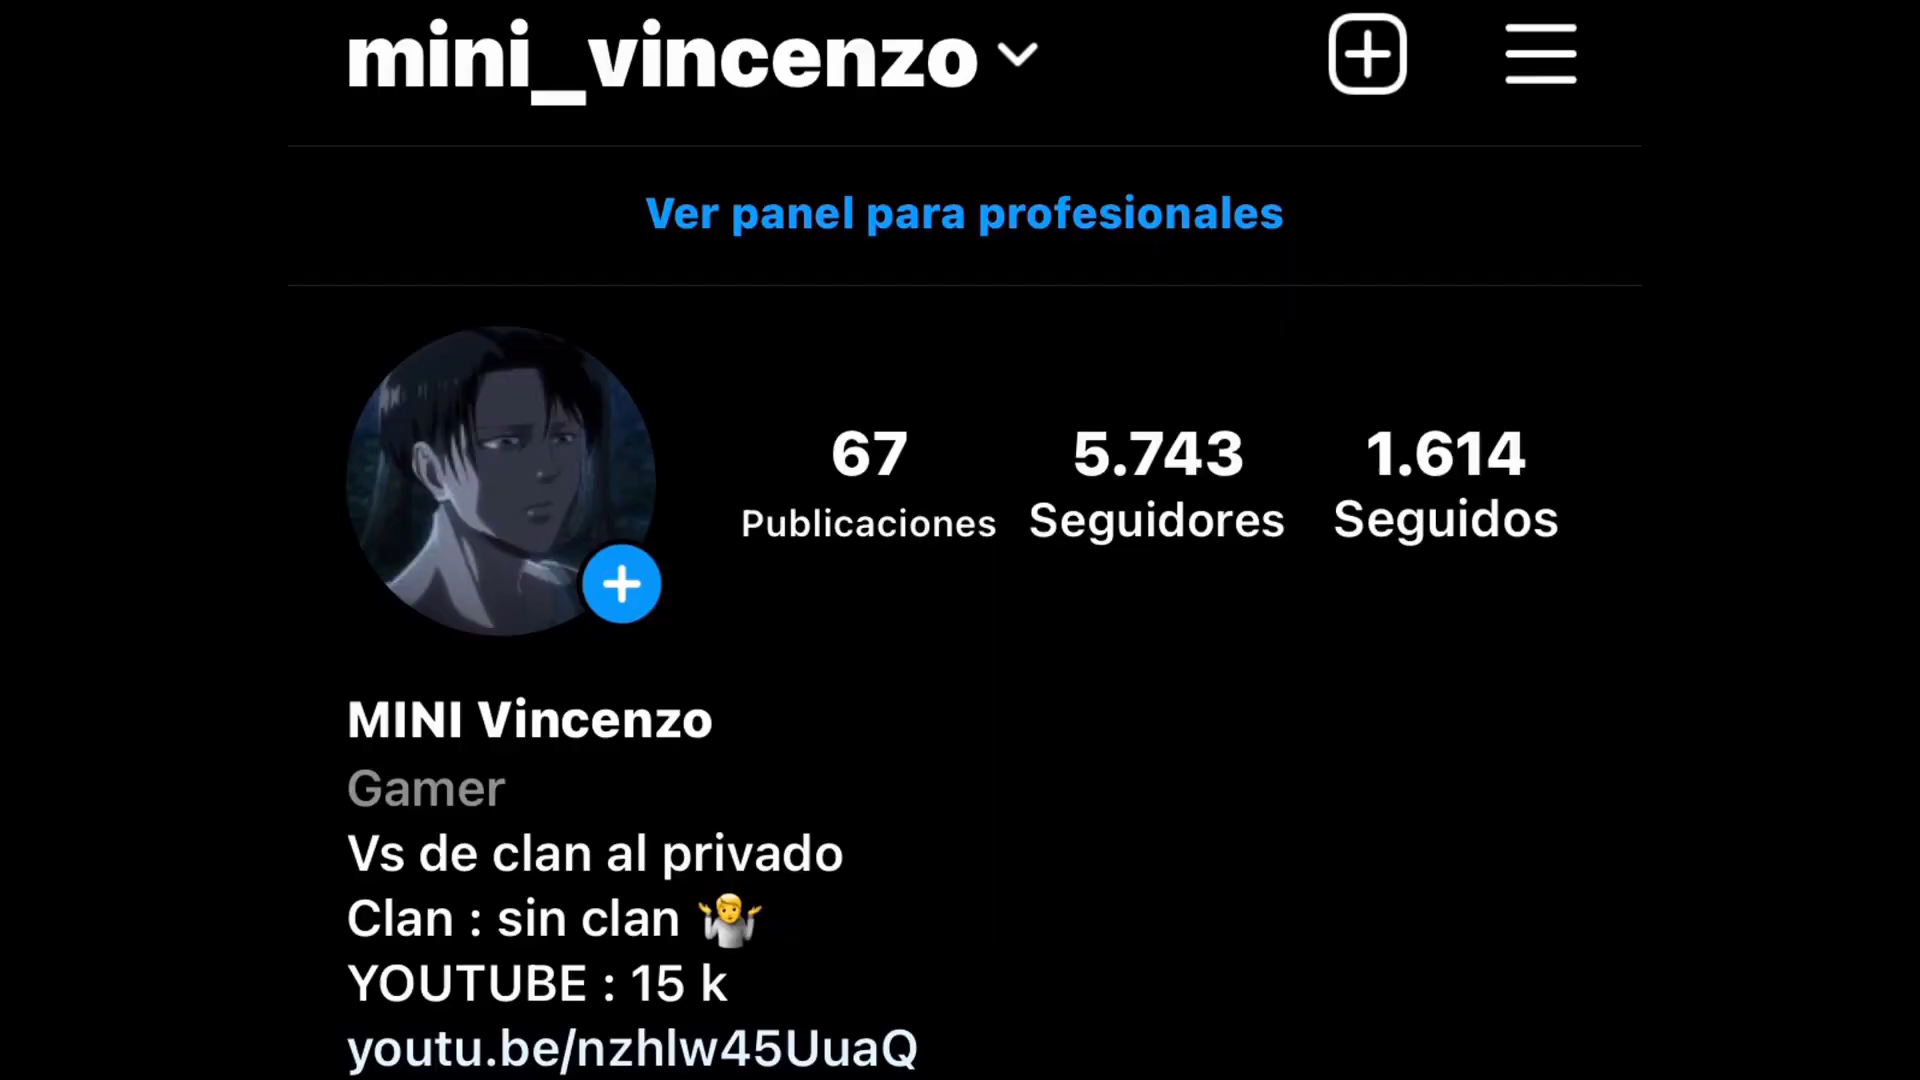 mini_vincenzo
Ver panel para profesionales
67 5.743 1.614
Publicaciones Seguidores Seguidos
MINI Vincenzo
Gamer
Vs de clan al privado
Clan : sin clan 🤷‍♂️
YOUTUBE : 15 k
youtu.be/nzhlw45UuaQ